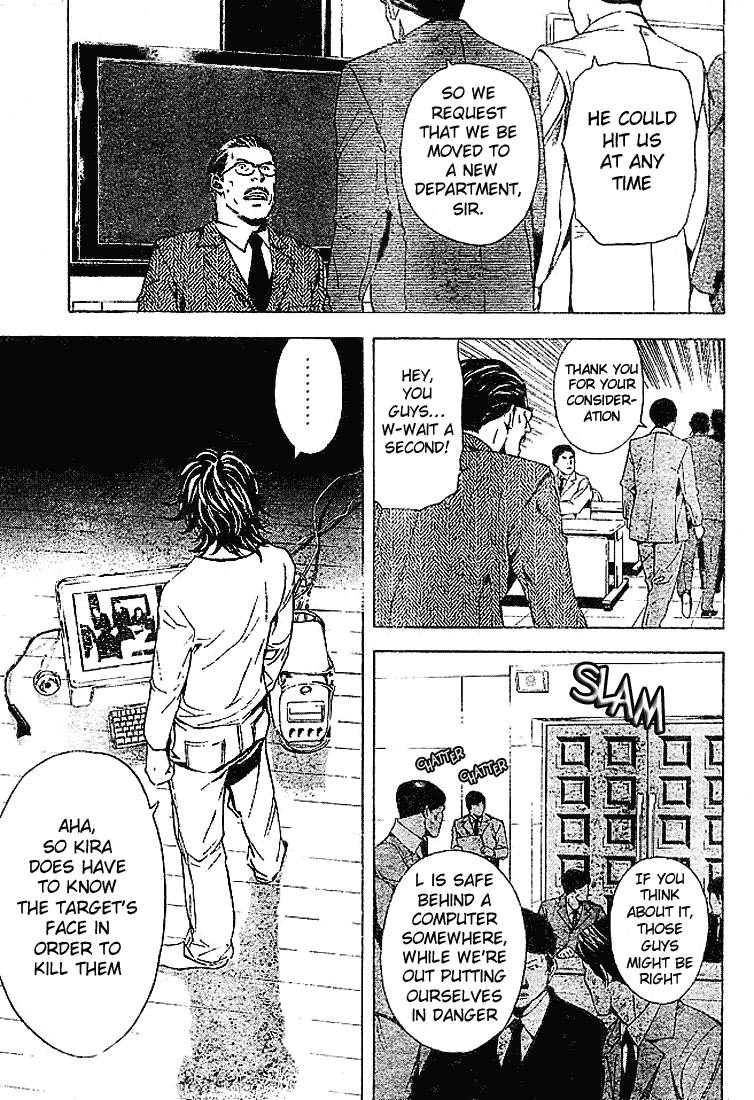 HE COULD
HIT US
AT ANY
TIME
SO WE
REQUEST
THAT WE BE
MOVED TO
A NEW
DEPARTMENT,
SIR.
THANK YOU
FOR YOUR
CONSIDER-
ATION
HEY,
YOU
GUYS...
W-WAIT A
SECOND!
SLAM
CHATTER
CHATTER
IF YOU
THINK
ABOUT IT,
THOSE
GUYS
MIGHT BE
RIGHT
L IS SAFE
BEHIND A
COMPUTER
SOMEWHERE,
WHILE WE'RE
OUT PUTTING
OURSELVES
IN DANGER
........
AHA,
SO KIRA
DOES HAVE
TO KNOW
THE TARGET'S
FACE IN
ORDER TO
KILL THEM